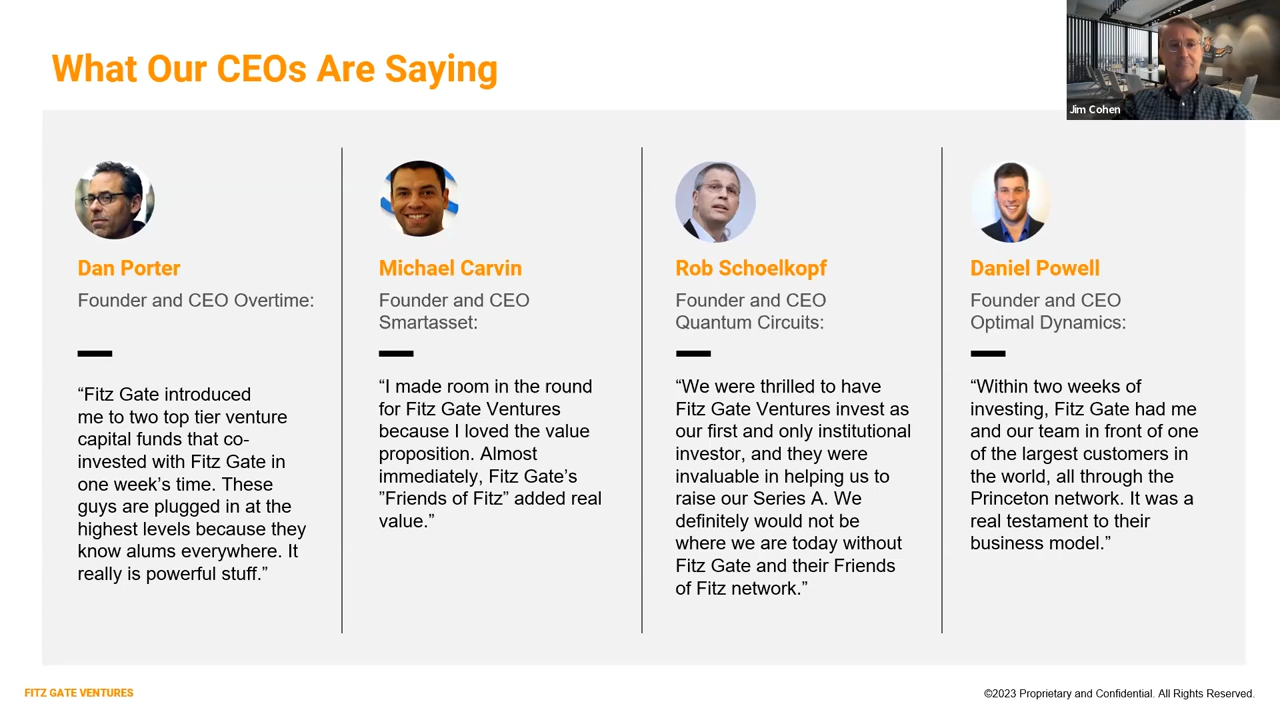 What Our CEOs Are Saying
Jim Cohen
Dan Porter
Founder and CEO Overtime:
“Fitz Gate introduced
me to two top tier venture
capital funds that co-
invested with Fitz Gate in
one week’s time. These
guys are plugged in at the
highest levels because they
know alums everywhere. It
really is powerful stuff.”
Michael Carvin
Founder and CEO
Smartasset:
“I made room in the round
for Fitz Gate Ventures
because I loved the value
proposition. Almost
immediately, Fitz Gate’s
”Friends of Fitz” added real
value.”
Rob Schoelkopf
Founder and CEO
Quantum Circuits:
“We were thrilled to have
Fitz Gate Ventures invest as
our first and only institutional
investor, and they were
invaluable in helping us to
raise our Series A. We
definitely would not be
where we are today without
Fitz Gate and their Friends
of Fitz network.”
Daniel Powell
Founder and CEO
Optimal Dynamics:
“Within two weeks of
investing, Fitz Gate had me
and our team in front of one
of the largest customers in
the world, all through the
Princeton network. It was a
real testament to their
business model.”
FITZ GATE VENTURES
©2023 Proprietary and Confidential. All Rights Reserved.